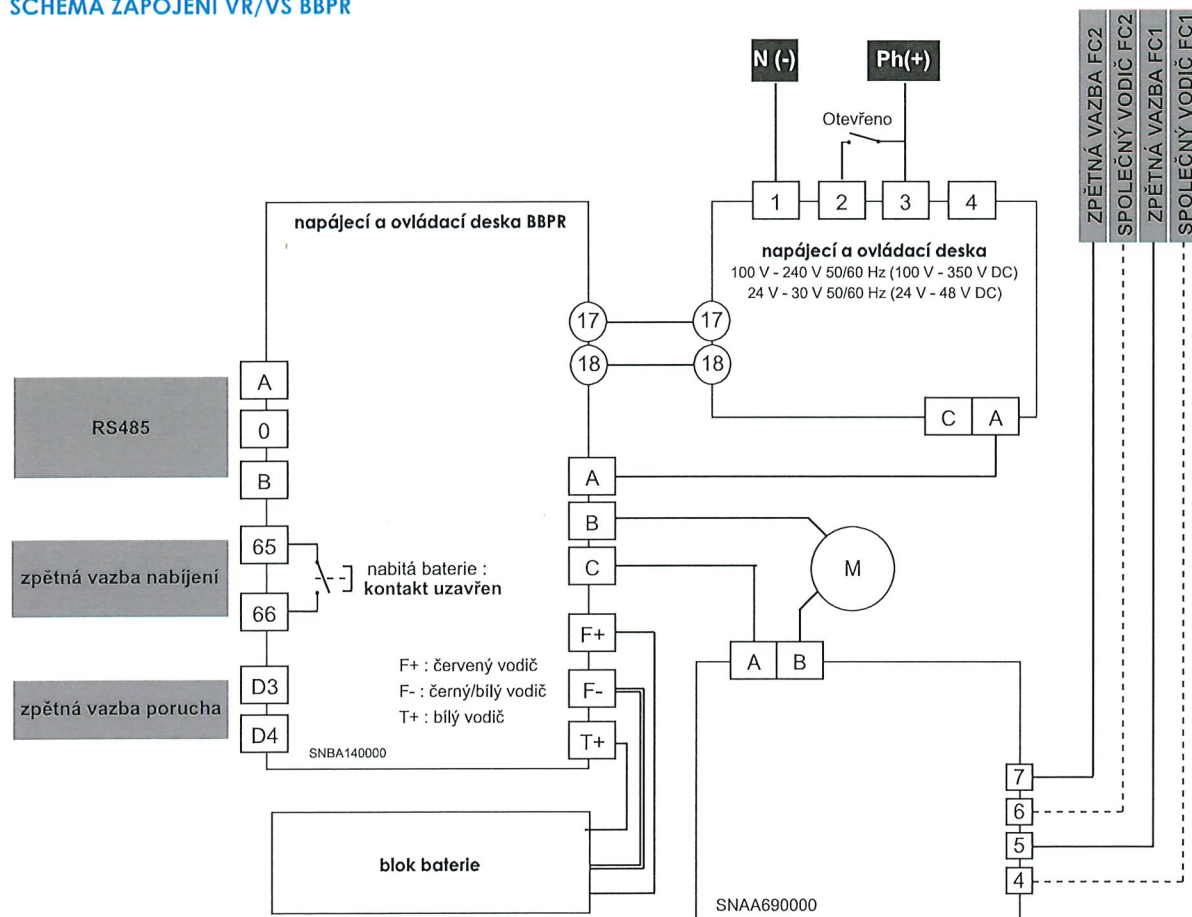 SCHÉMA ZAPOJENÍ VR/VS BBPR
N (-)
Ph(+)
Otevřeno
1
2
3
4
ZPĚTNÁ VAZBA FC2
SPOLEČNÝ VODIČ FC2
ZPĚTNÁ VAZBA FC1
SPOLEČNÝ VODIČ FC1
napájecí a ovládací deska
100 V - 240 V 50/60 Hz (100 V - 350 V DC)
24 V - 30 V 50/60 Hz (24 V - 48 V DC)
17
18
C
A
napájecí a ovládací deska BBPR
17
18
A
0
B
RS485
A
B
C
M
65
66
zpětná vazba nabíjení
nabitá baterie :
kontakt uzavřen
F+
F-
T+
F+ : červený vodič
F- : černý/bílý vodič
T+ : bílý vodič
D3
D4
zpětná vazba porucha
SNBA140000
A
B
7
6
5
4
blok baterie
SNAA690000